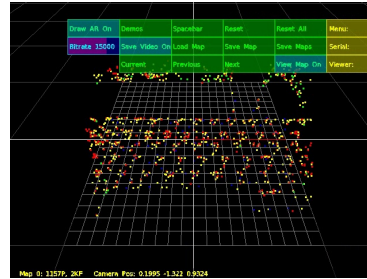 Draw AR On Demos Spacebar Reset Reset All Menu:
Bitrate 15000 Save Video On Load Map Save Map Save Maps Serial:
Current Previous Next View Map On Viewer:
Map 0: 1157P, 2KF Camera Pos: 0.1995 -1.322 0.9324